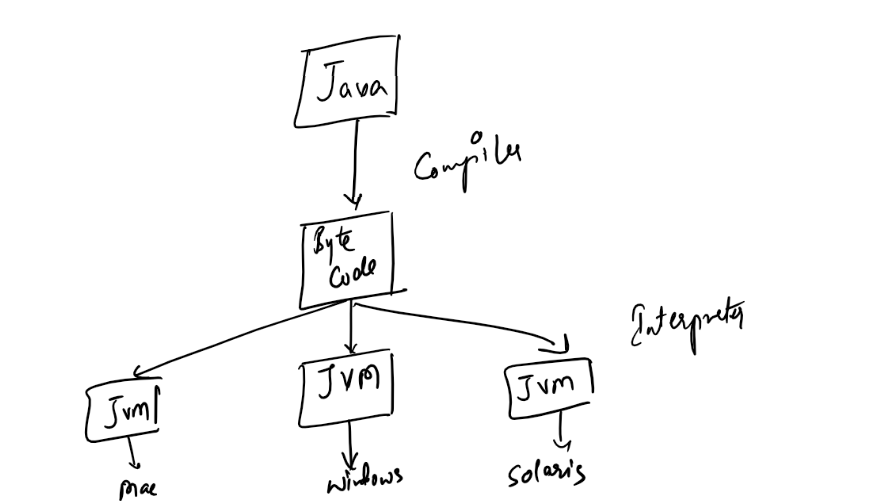 Java
Compiler
Byte
Code
Interpreter
Jvm
JVM
Jvm
mac
windows
Solaris